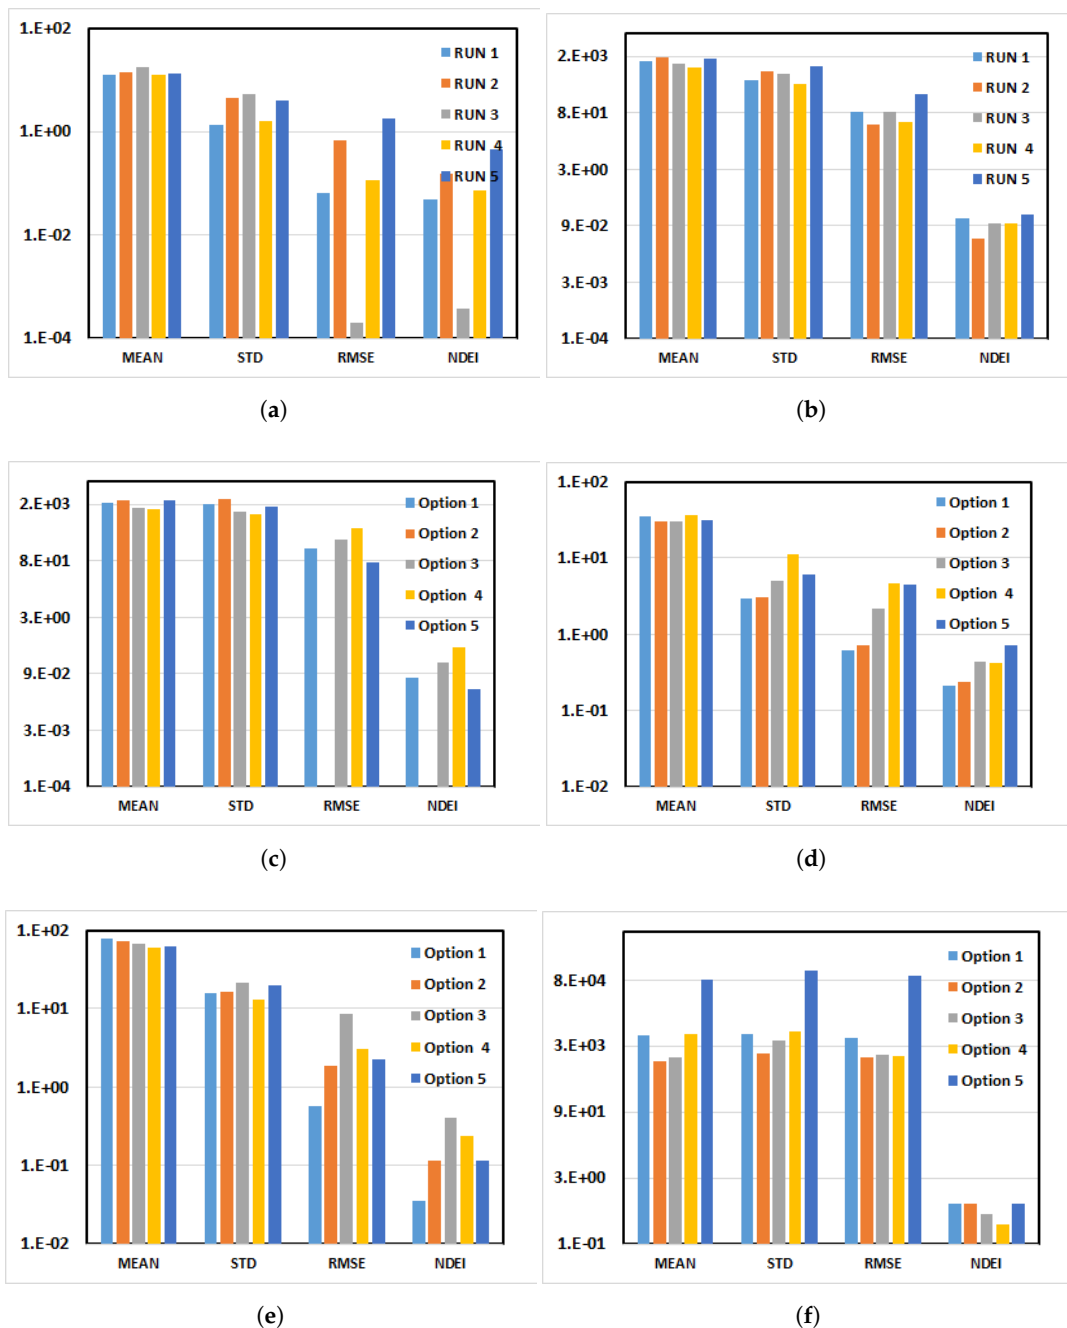 1.E+02
1.E+00
1.E-02
1.E-04
MEAN STD RMSE NDEI
RUN 1
RUN 2
RUN 3
RUN 4
RUN 5
(a)
2.E+03
8.E+01
3.E+00
9.E-02
3.E-03
1.E-04
MEAN STD RMSE NDEI
RUN 1
RUN 2
RUN 3
RUN 4
RUN 5
(b)
2.E+03
8.E+01
3.E+00
9.E-02
3.E-03
1.E-04
MEAN STD RMSE NDEI
Option 1
Option 2
Option 3
Option 4
Option 5
(c)
1.E+02
1.E+01
1.E+00
1.E-01
1.E-02
MEAN STD RMSE NDEI
Option 1
Option 2
Option 3
Option 4
Option 5
(d)
1.E+02
1.E+01
1.E+00
1.E-01
1.E-02
MEAN STD RMSE NDEI
Option 1
Option 2
Option 3
Option 4
Option 5
(e)
8.E+04
3.E+03
9.E+01
3.E+00
1.E-01
MEAN STD RMSE NDEI
Option 1
Option 2
Option 3
Option 4
Option 5
(f)